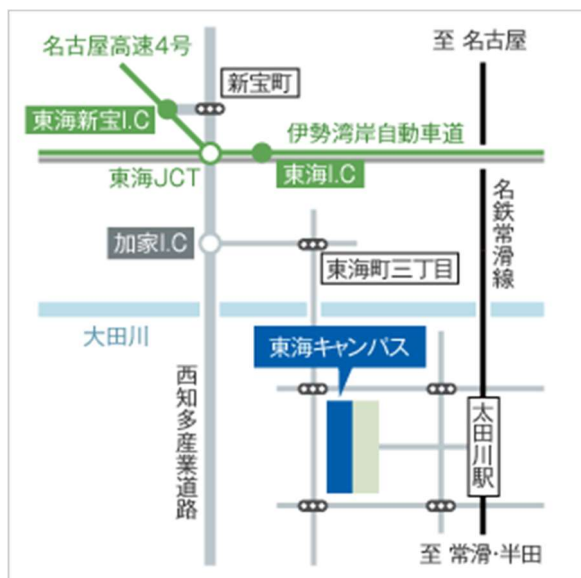 名古屋高速4号
至 名古屋
新宝町
東海新宝I.C
伊勢湾岸自動車道
東海JCT
東海I.C
名鉄常滑線
加家I.C
東海町三丁目
大田川
東海キャンパス
西知多産業道路
太田川駅
至 常滑・半田